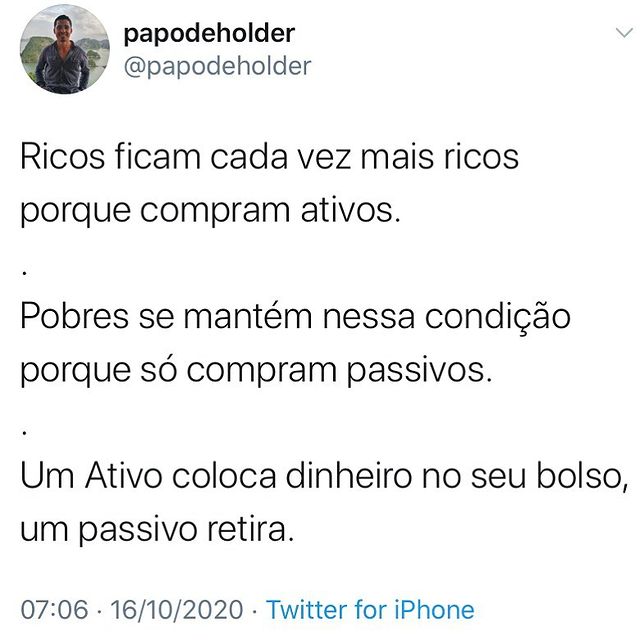 papodeholder
@papodeholder
Ricos ficam cada vez mais ricos
porque compram ativos.
.
Pobres se mantém nessa condição
porque só compram passivos.
.
Um Ativo coloca dinheiro no seu bolso,
um passivo retira.
07:06 · 16/10/2020 · Twitter for iPhone